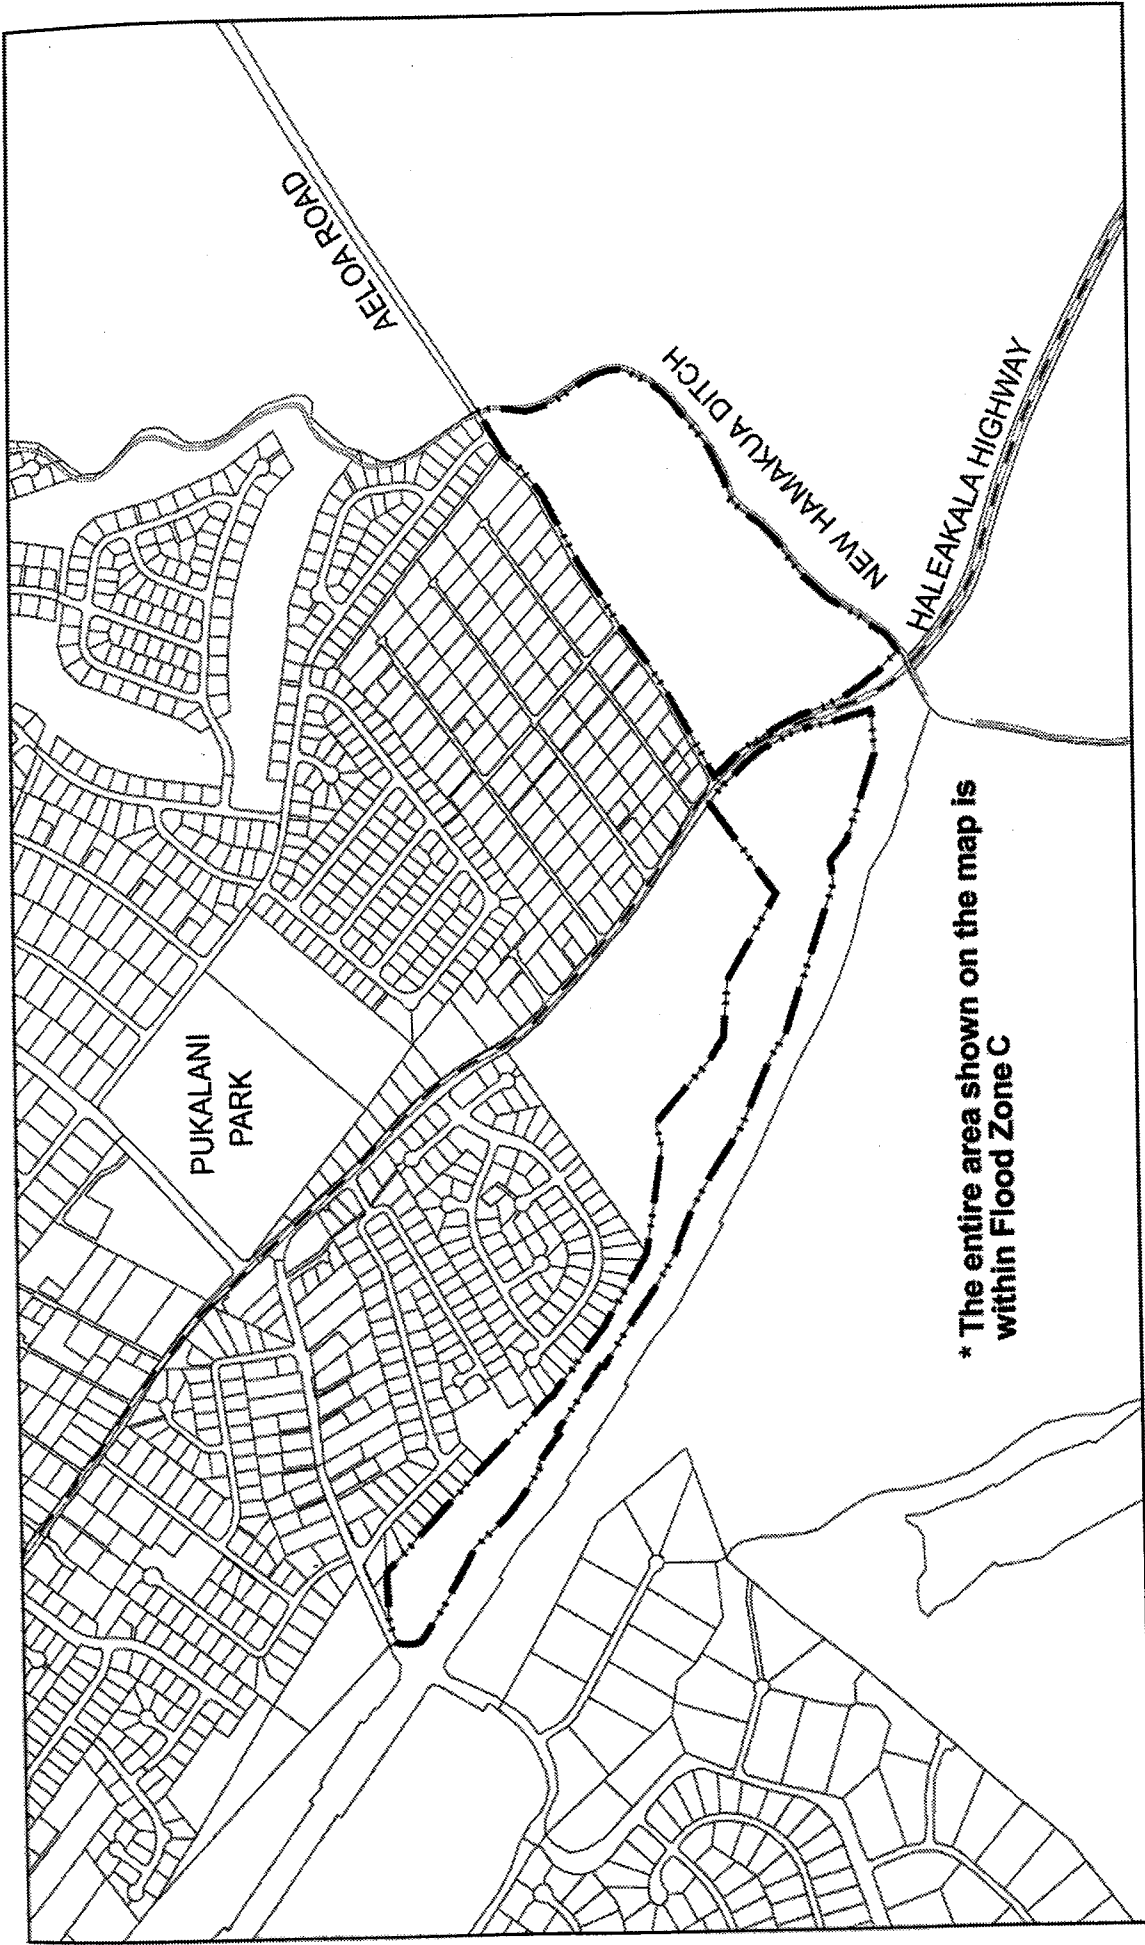 AELOA ROAD
NEW HAMAKUA DITCH
HALEAKALA HIGHWAY
PUKALANI
PARK
* The entire area shown on the map is
within Flood Zone C